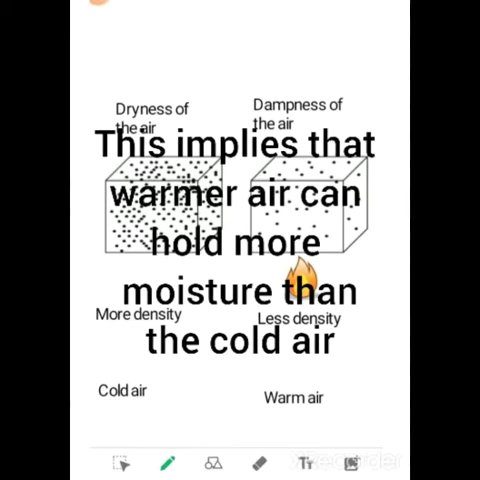 Dryness of
the air
Dampness of
the air
This implies that
warmer air can
hold more
moisture than
the cold air
More density
Less density
Cold air
Warm air
Tт